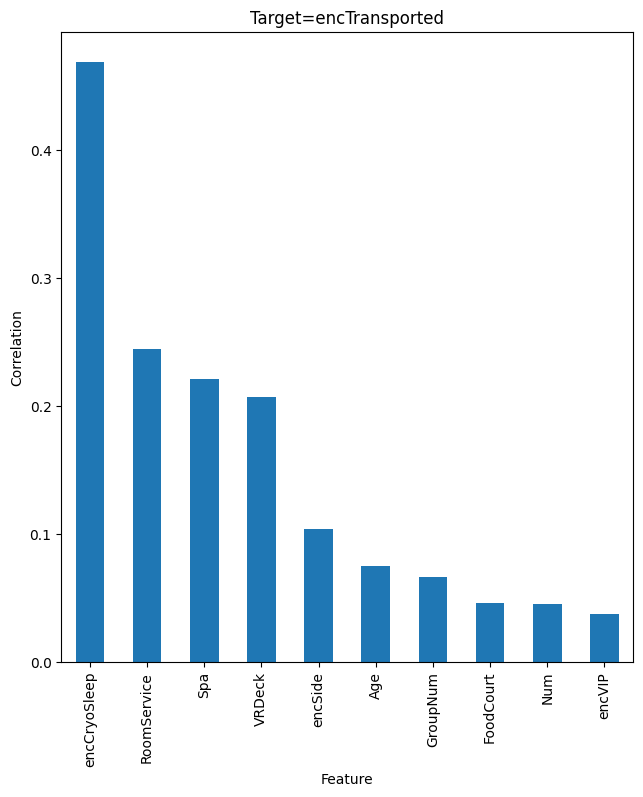 Target=encTransported
Correlation
0.4
0.3
0.2
0.1
0.0
encCryoSleep
RoomService
Spa
VRDeck
encSide
Age
GroupNum
FoodCourt
Num
encVIP
Feature